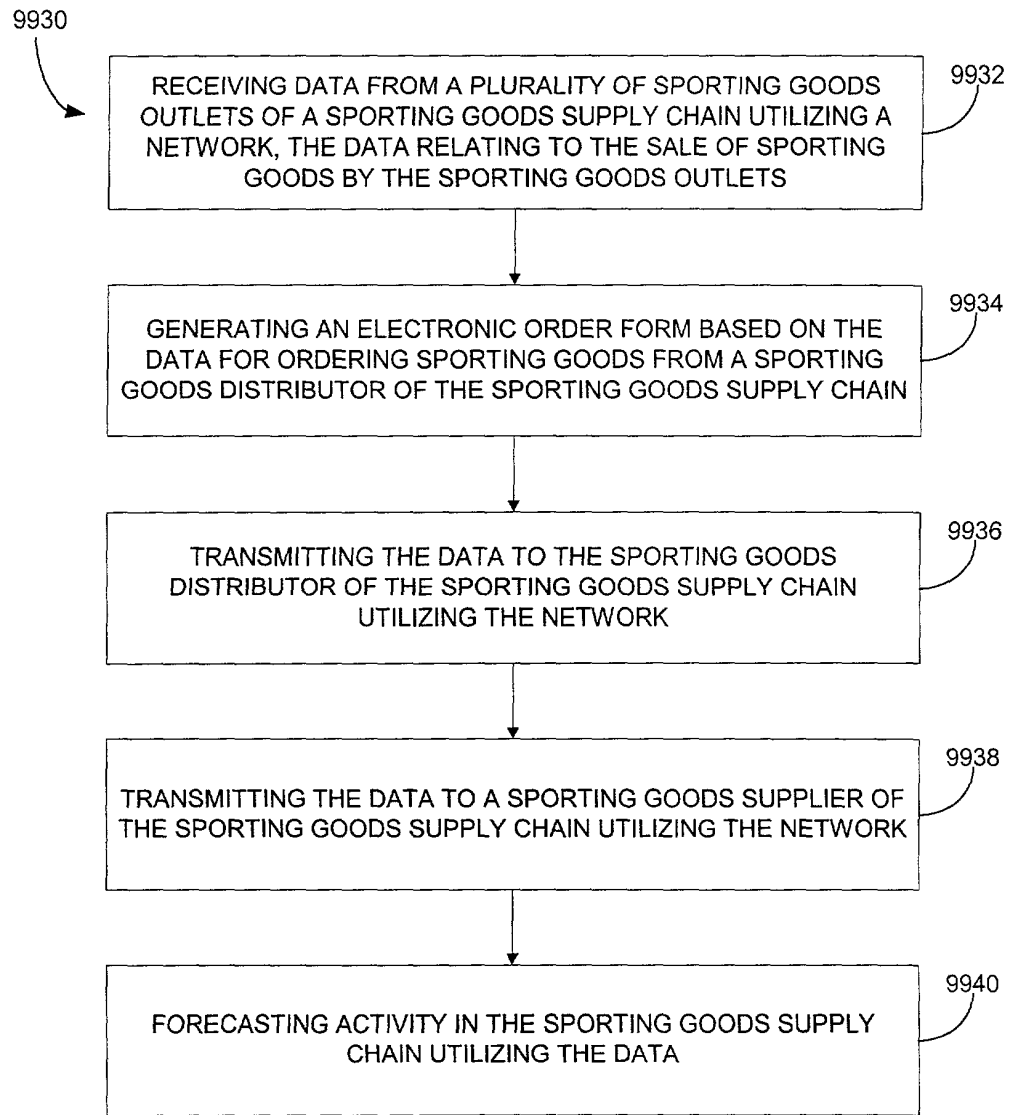 9930
RECEIVING DATA FROM A PLURALITY OF SPORTING GOODS
OUTLETS OF A SPORTING GOODS SUPPLY CHAIN UTILIZING A
NETWORK, THE DATA RELATING TO THE SALE OF SPORTING
GOODS BY THE SPORTING GOODS OUTLETS
9932
GENERATING AN ELECTRONIC ORDER FORM BASED ON THE
DATA FOR ORDERING SPORTING GOODS FROM A SPORTING
GOODS DISTRIBUTOR OF THE SPORTING GOODS SUPPLY CHAIN
9934
TRANSMITTING THE DATA TO THE SPORTING GOODS
DISTRIBUTOR OF THE SPORTING GOODS SUPPLY CHAIN
UTILIZING THE NETWORK
9936
TRANSMITTING THE DATA TO A SPORTING GOODS SUPPLIER OF
THE SPORTING GOODS SUPPLY CHAIN UTILIZING THE NETWORK
9938
FORECASTING ACTIVITY IN THE SPORTING GOODS SUPPLY
CHAIN UTILIZING THE DATA
9940